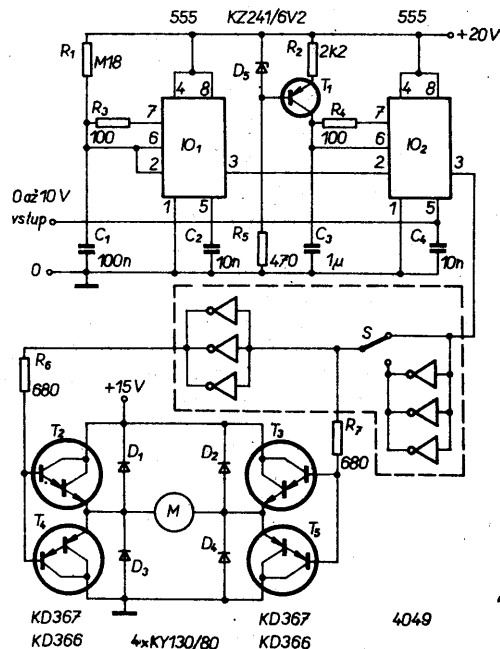 555 KZ241/6V2 555
+20V
R1 M18
R2 2k2
D5
T1
4 8
4 8
R3 100
7
R4 100
7
6
2
IO1
3
6
2
IO2
3
1 5
1 5
0 až 10 V
vstup
0
C1 100n
C2 10n
R5 470
C3 1µ
C4 10n
S
R6 680
+15V
R7 680
T2
D1
D2
T3
M
T4
D3
D4
T5
KD367 KD367 4049
KD366 4xKY130/80 KD366